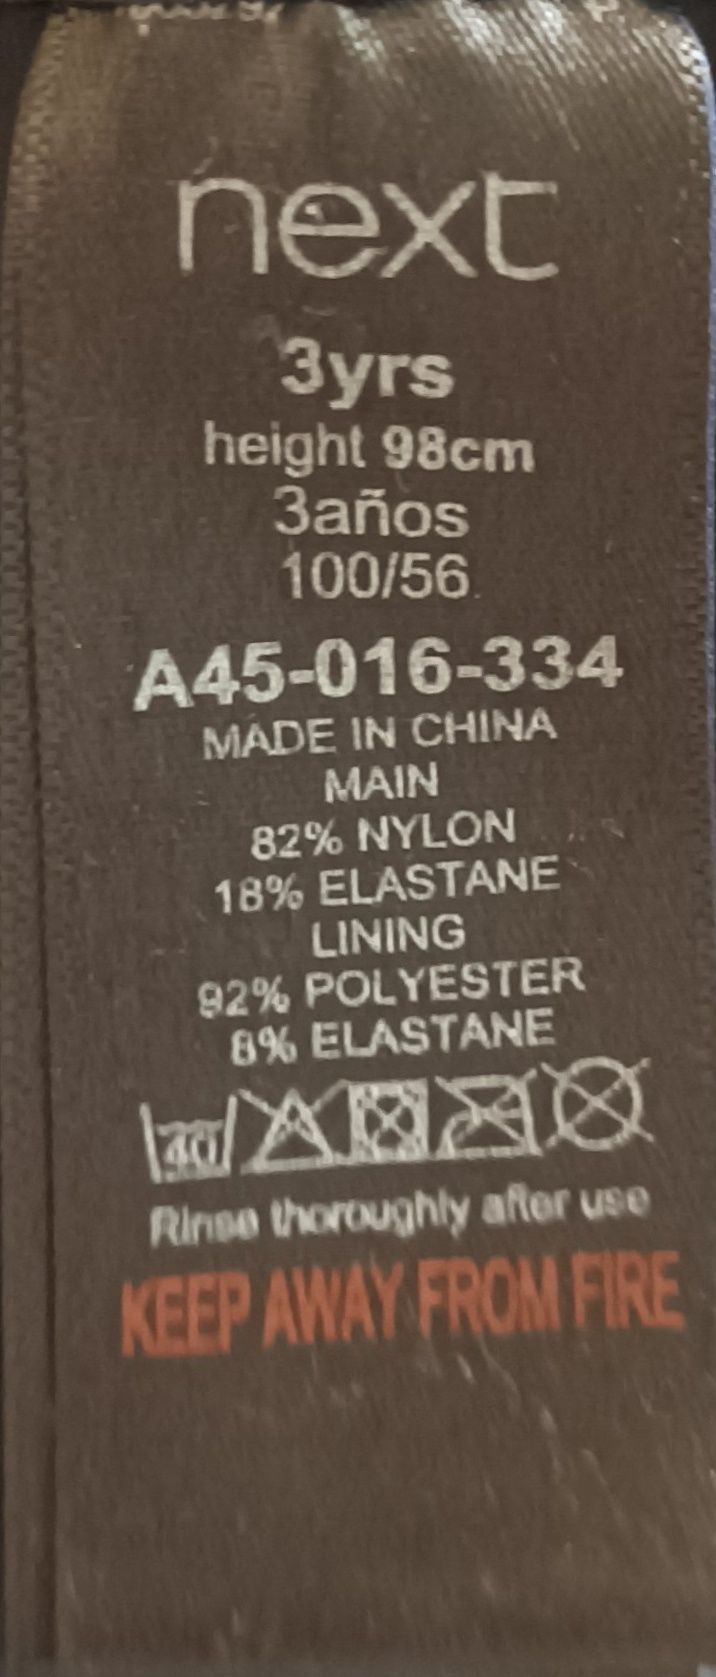 next
3yrs
height 98cm
3años
100/56
A45-016-334
MADE IN CHINA
MAIN
82% NYLON
18% ELASTANE
LINING
92% POLYESTER
8% ELASTANE
40
Rinse thoroughly after use
KEEP AWAY FROM FIRE